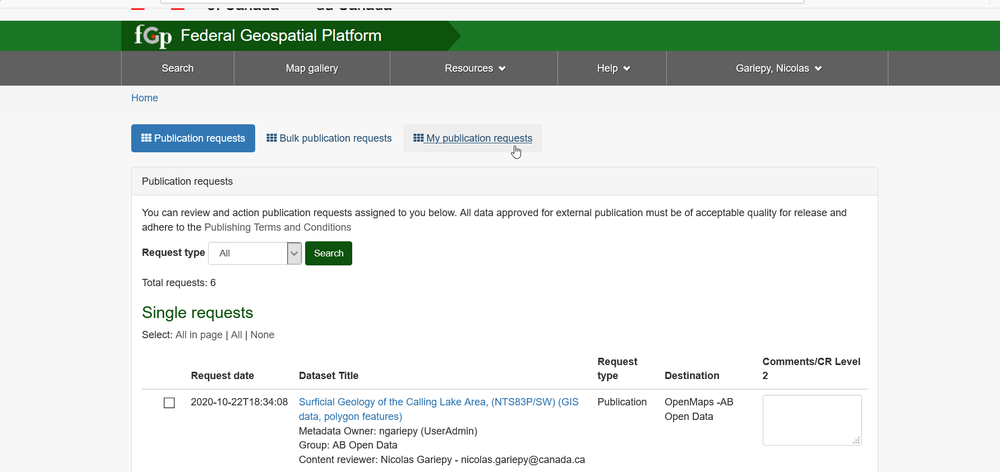 of Canada du Canada
fGp Federal Geospatial Platform
Search Map gallery Resources Help Gariepy, Nicolas
Home
Publication requests Bulk publication requests My publication requests
Publication requests
You can review and action publication requests assigned to you below. All data approved for external publication must be of acceptable quality for release and
adhere to the Publishing Terms and Conditions
Request type All Search
Total requests: 6
Single requests
Select: All in page | All | None
Request date Dataset Title Request type Destination Comments/CR Level 2
2020-10-22T18:34:08 Surficial Geology of the Calling Lake Area, (NTS83P/SW) (GIS Publication OpenMaps -AB
data, polygon features) Open Data
Metadata Owner: ngariepy (UserAdmin)
Group: AB Open Data
Content reviewer: Nicolas Gariepy - nicolas.gariepy@canada.ca